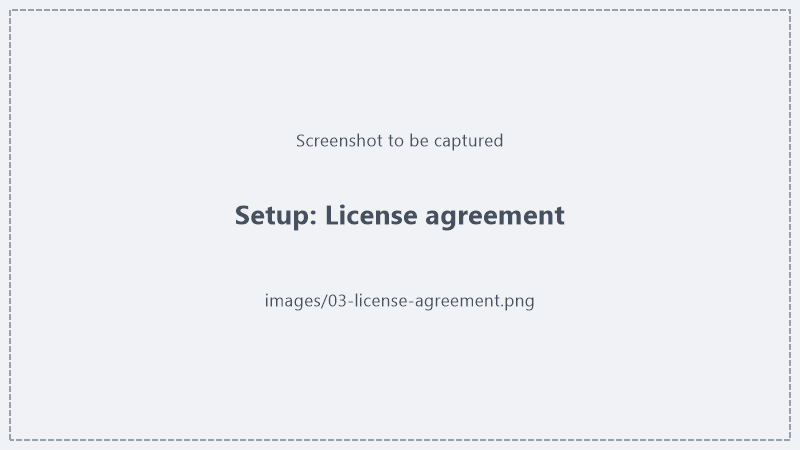 Screenshot to be captured
Setup: License agreement
images/03-license-agreement.png